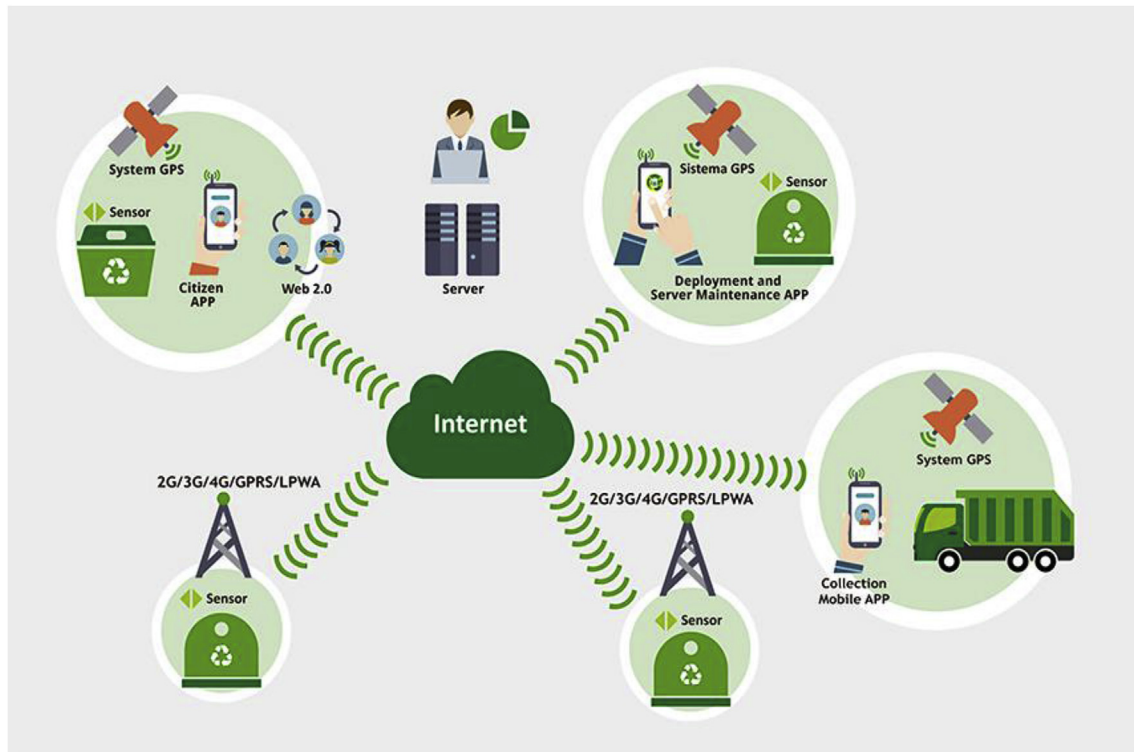 System GPS
Sensor
Citizen
APP
Web 2.0
Server
Sistema GPS
Sensor
Deployment and
Server Maintenance APP
Internet
System GPS
Collection
Mobile APP
2G/3G/4G/GPRS/LPWA
Sensor
2G/3G/4G/GPRS/LPWA
Sensor